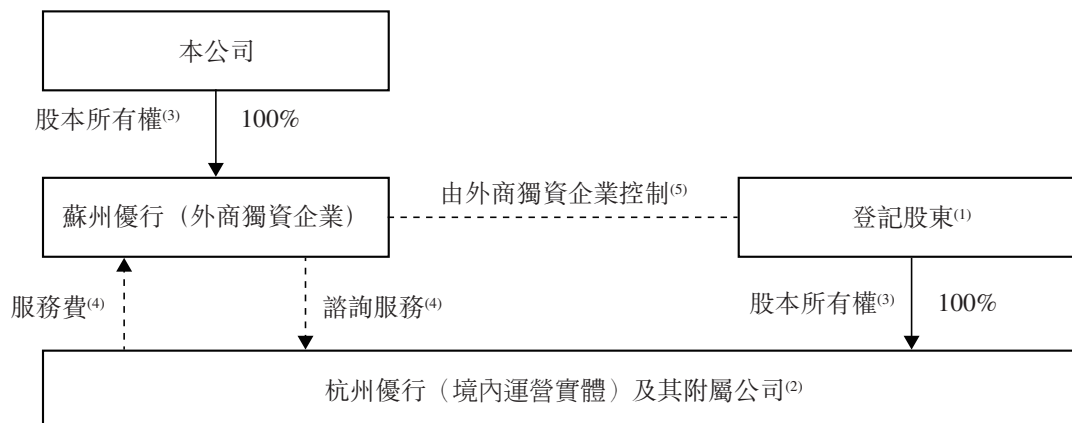 本公司
股本所有權(3) 100%
由外商獨資企業控制(5)
蘇州優行（外商獨資企業）
登記股東(1)
服務費(4)
諮詢服務(4)
股本所有權(3) 100%
杭州優行（境內運營實體）及其附屬公司(2)